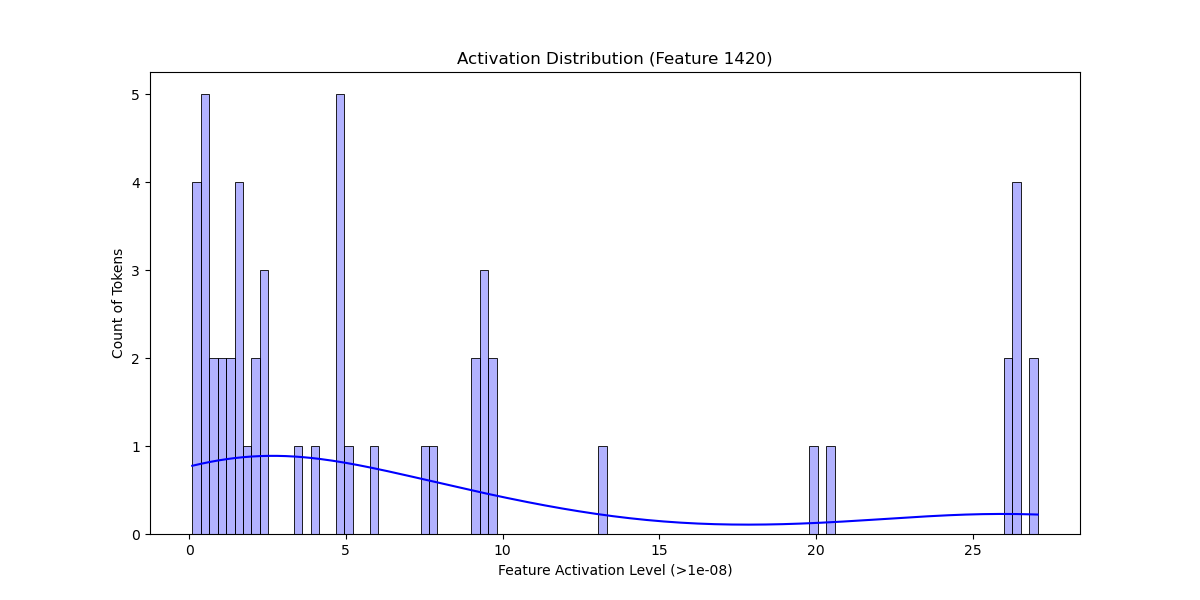 Activation Distribution (Feature 1420)
5
4
3
2
1
0
Count of Tokens
0 5 10 15 20 25
Feature Activation Level (>1e-08)